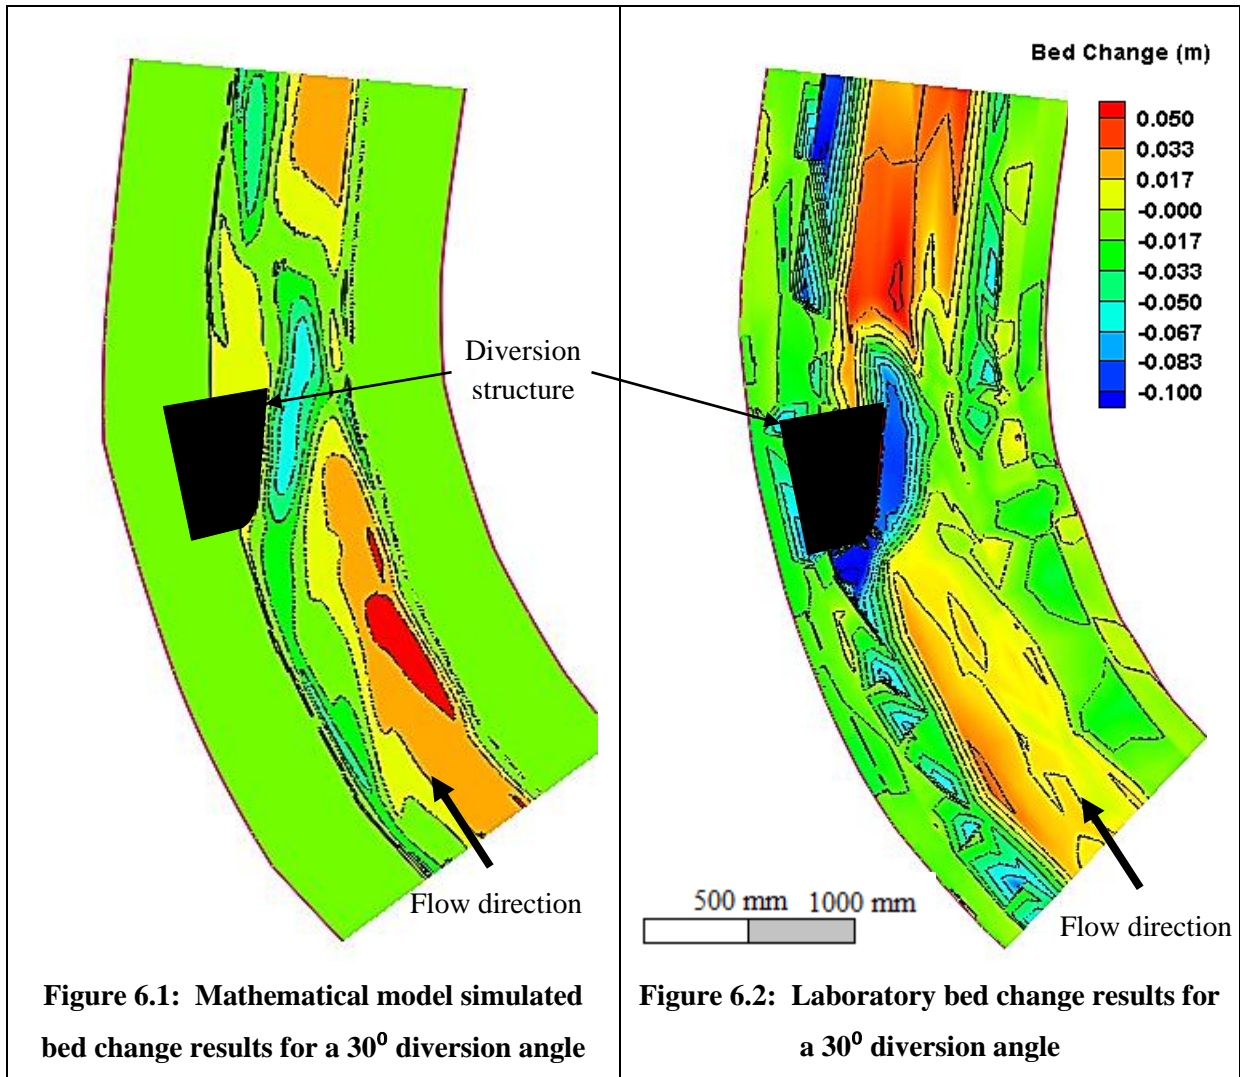 Bed Change (m)
0.050
0.033
0.017
-0.000
-0.017
-0.033
-0.050
-0.067
-0.083
-0.100
Diversion
structure
Flow direction
500 mm 1000 mm
Flow direction
Figure 6.1: Mathematical model simulated
bed change results for a 30⁰ diversion angle
Figure 6.2: Laboratory bed change results for
a 30⁰ diversion angle